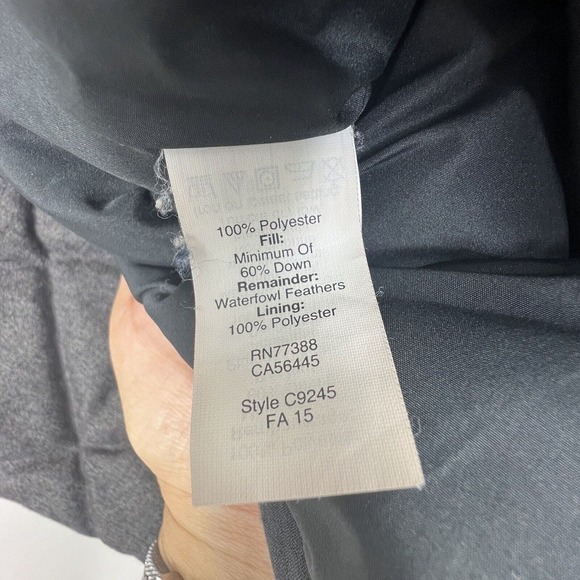 100% Polyester
Fill:
Minimum Of
60% Down
Remainder:
Waterfowl Feathers
Lining:
100% Polyester
RN77388
CA56445
Style C9245
FA 15